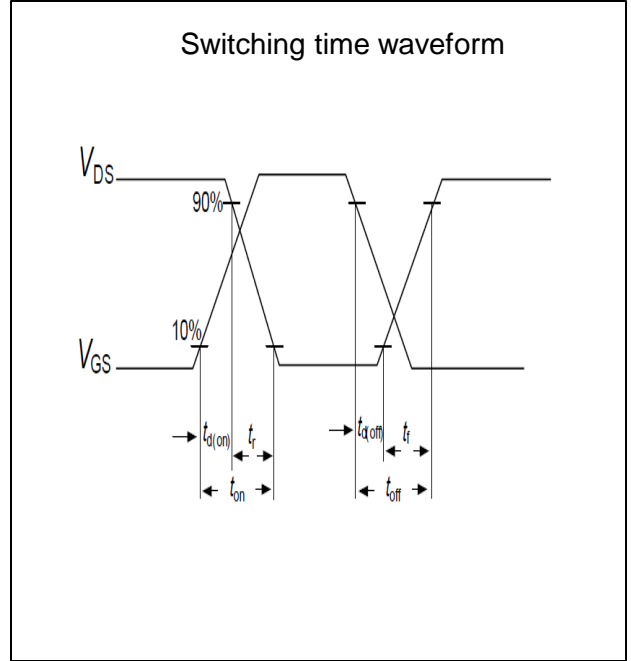 Switching time waveform
VDS
90%
10%
VGS
td(on)
tr
td(off)
tf
ton
toff